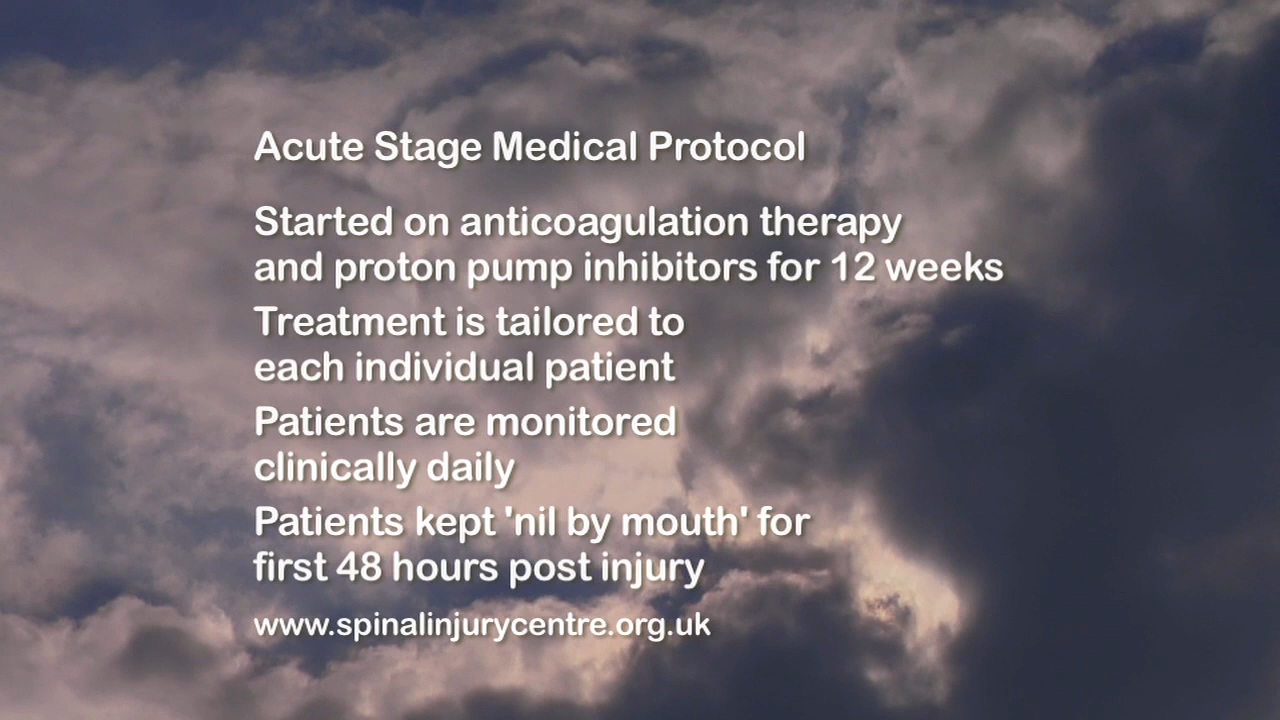 Acute Stage Medical Protocol
Started on anticoagulation therapy
and proton pump inhibitors for 12 weeks
Treatment is tailored to
each individual patient
Patients are monitored
clinically daily
Patients kept 'nil by mouth' for
first 48 hours post injury
www.spinalinjurycentre.org.uk